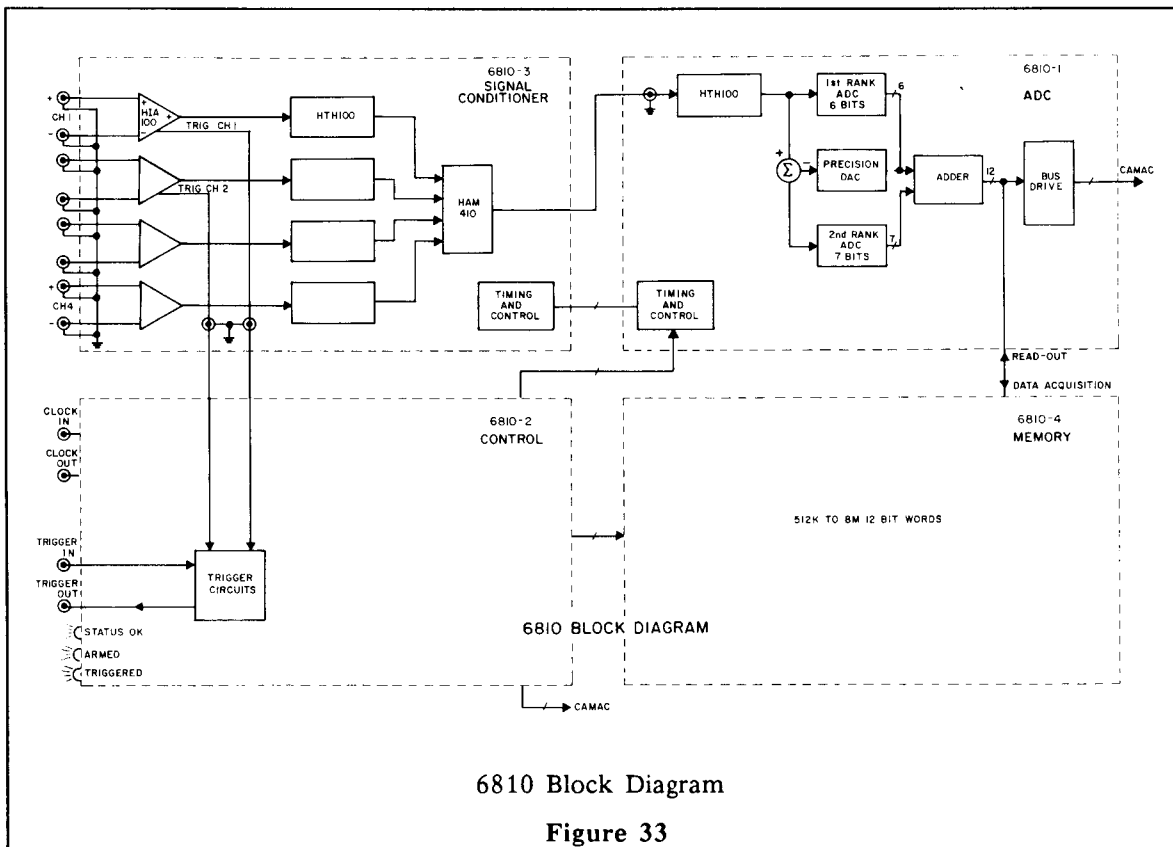 6810-3
SIGNAL
CONDITIONER
+
CH 1
-
+
HIA
100
+
-
TRIG CH 1
HTH100
TRIG CH 2
HAM
410
+
CH4
-
TIMING
AND
CONTROL
6810-1
ADC
HTH100
1st RANK
ADC
6 BITS
6
+
Σ
-
PRECISION
DAC
2nd RANK
ADC
7 BITS
7
ADDER
12
BUS
DRIVE
CAMAC
TIMING
AND
CONTROL
READ-OUT
DATA ACQUISITION
CLOCK
IN
CLOCK
OUT
6810-2
CONTROL
6810-4
MEMORY
512K TO 8M 12 BIT WORDS
TRIGGER
IN
TRIGGER
OUT
TRIGGER
CIRCUITS
STATUS OK
ARMED
TRIGGERED
6810 BLOCK DIAGRAM
CAMAC
6810 Block Diagram
Figure 33